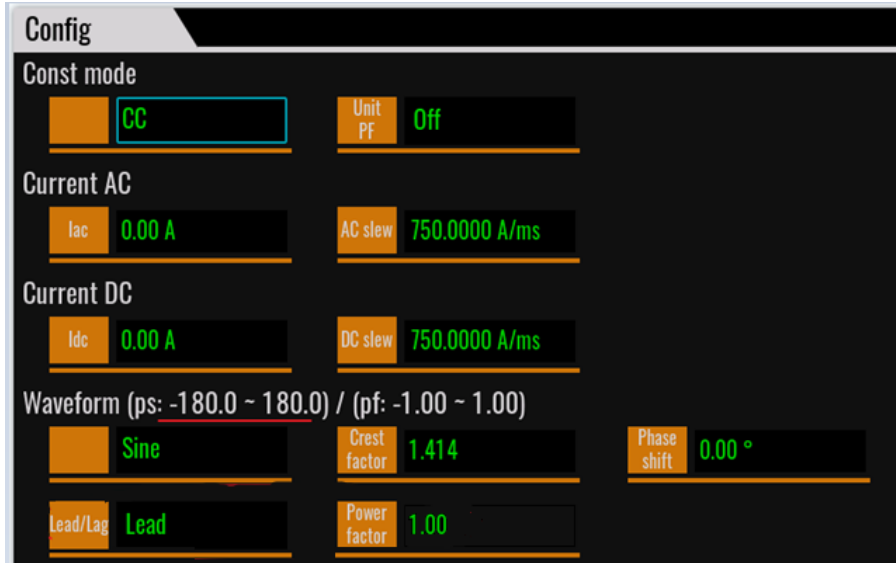 Config
Const mode
CC
Unit PF
Off
Current AC
Iac
0.00 A
AC slew
750.0000 A/ms
Current DC
Idc
0.00 A
DC slew
750.0000 A/ms
Waveform (ps: -180.0 ~ 180.0) / (pf: -1.00 ~ 1.00)
Sine
Crest factor
1.414
Phase shift
0.00 °
Lead/Lag
Lead
Power factor
1.00